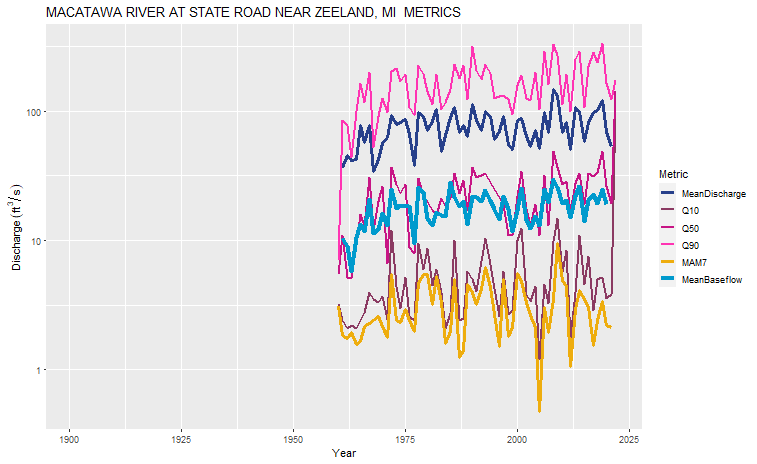 MACATAWA RIVER AT STATE ROAD NEAR ZEELAND, MI  METRICS
Discharge (ft³/s)
100
10
1
1900
1925
1950
1975
2000
2025
Year
Metric
MeanDischarge
Q10
Q50
Q90
MAM7
MeanBaseflow